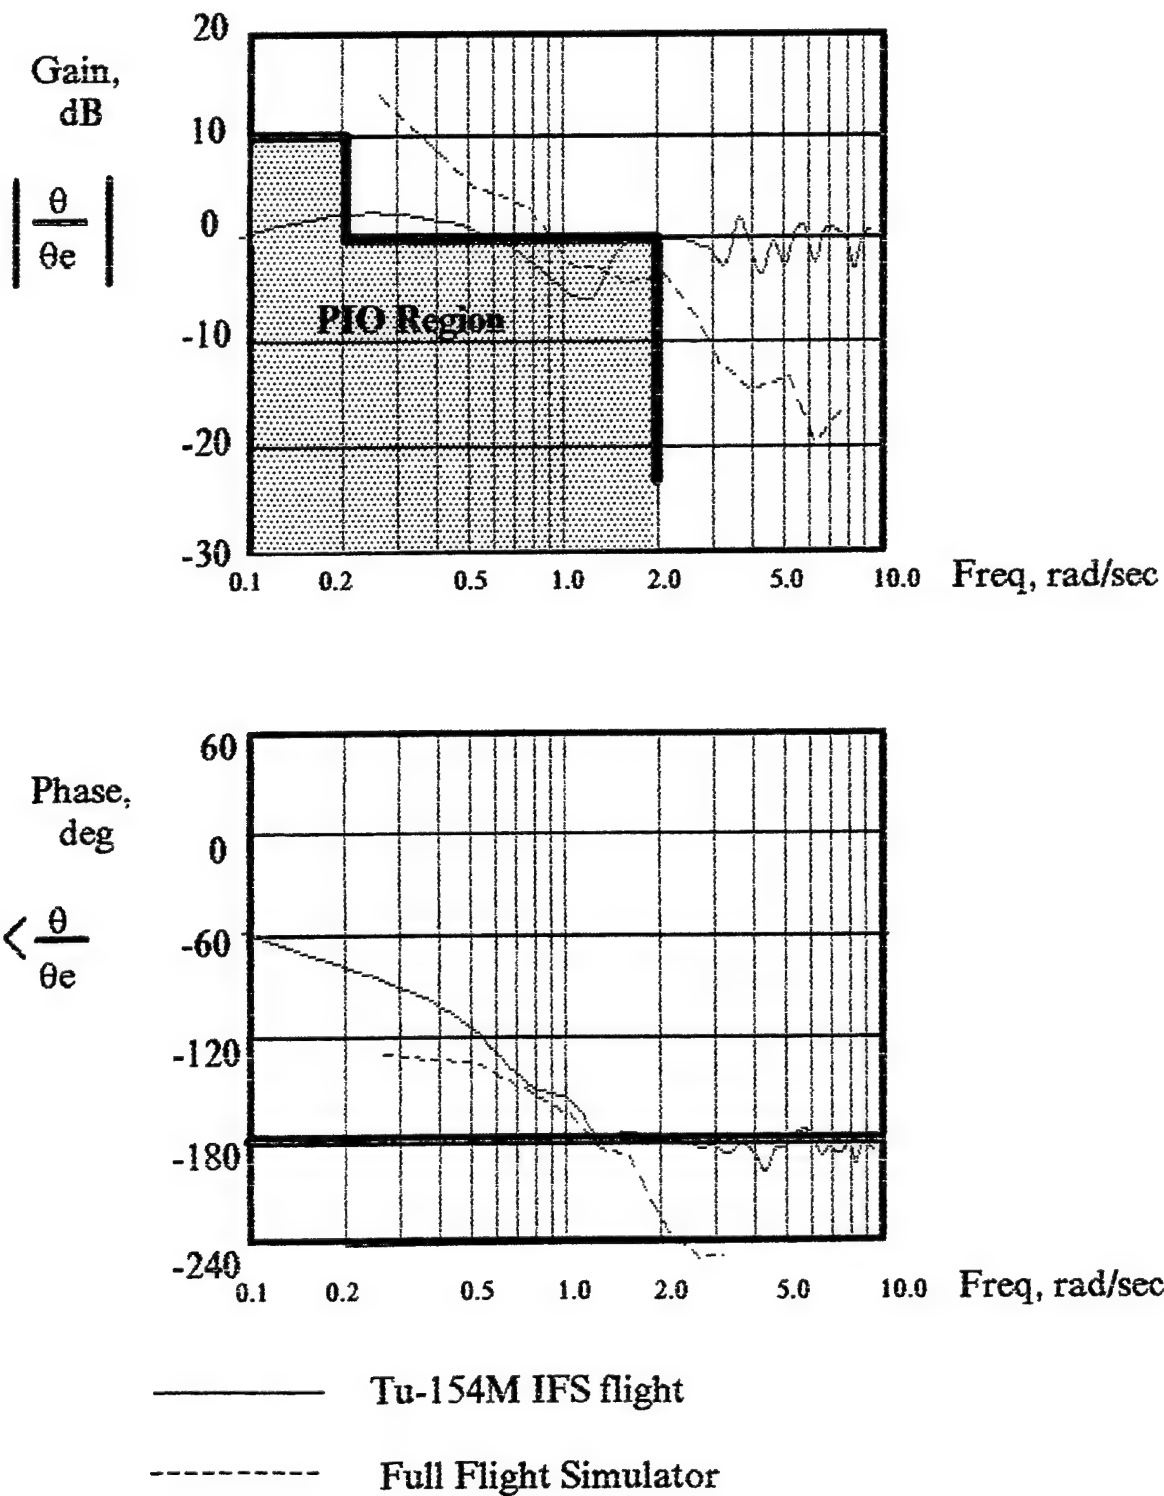 20
Gain,
dB
10
θ
θe
0
PIO Region
-10
-20
-30
0.1 0.2 0.5 1.0 2.0 5.0 10.0 Freq, rad/sec
60
Phase,
deg
0
< θ
θe
-60
-120
-180
-240
0.1 0.2 0.5 1.0 2.0 5.0 10.0 Freq, rad/sec
Tu-154M IFS flight
Full Flight Simulator